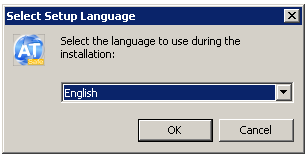 Select Setup Language
AT
Select the language to use during the
installation:
English
OK
Cancel